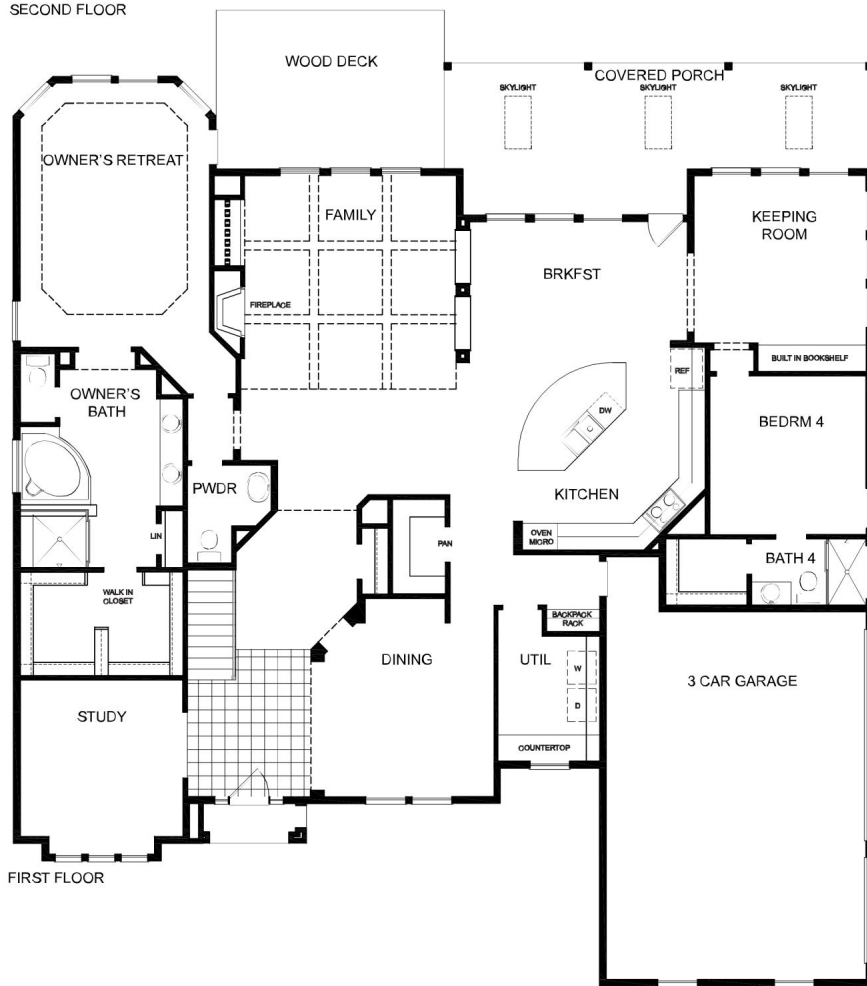 SECOND FLOOR
WOOD DECK
COVERED PORCH
SKYLIGHT
SKYLIGHT
SKYLIGHT
OWNER'S RETREAT
FAMILY
KEEPING
ROOM
BRKFST
FIREPLACE
BUILT IN BOOKSHELF
REF
OWNER'S
BATH
DW
BEDRM 4
PWDR
KITCHEN
LIN
OVEN
MICRO
PAN
BATH 4
WALK IN
CLOSET
BACKPACK
RACK
DINING
UTIL
W
3 CAR GARAGE
D
STUDY
COUNTERTOP
FIRST FLOOR